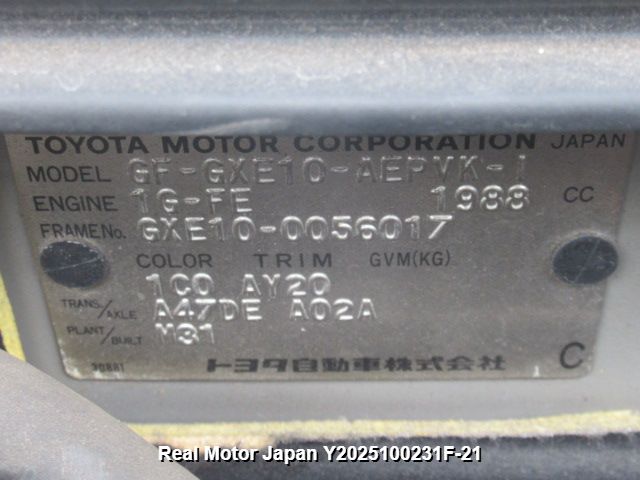 TOYOTA MOTOR CORPORATION JAPAN
MODEL GF-GXE10-AEPVK-I
ENGINE 1G-FE 1988 CC
FRAME No. GXE10-0056017
COLOR TRIM GVM(KG)
1C0 AY20
TRANS/AXLE A47DE A02A
PLANT/BUILT M31
30881 トヨタ自動車株式会社 C
Real Motor Japan Y2025100231F-21